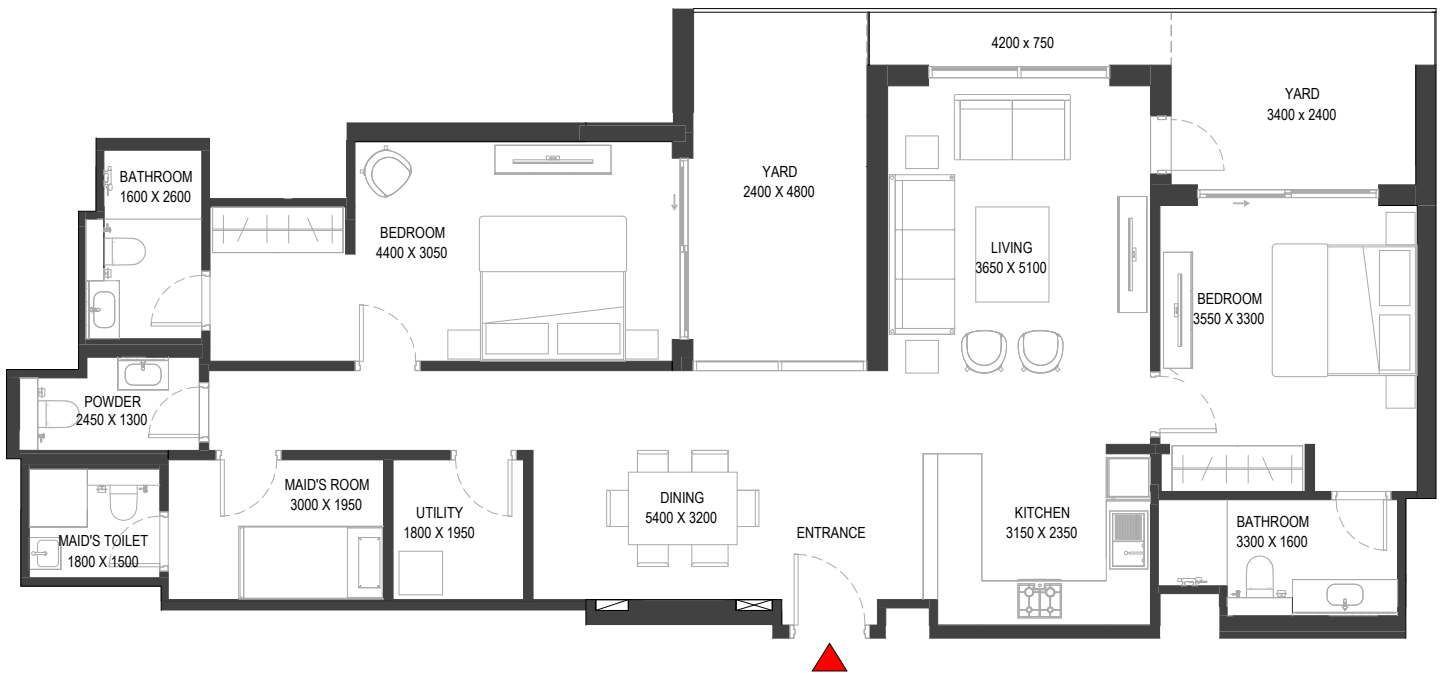 4200 x 750
YARD
3400 x 2400
BATHROOM
1600 X 2600
YARD
2400 X 4800
BEDROOM
4400 X 3050
LIVING
3650 X 5100
BEDROOM
3550 X 3300
POWDER
2450 X 1300
MAID'S ROOM
3000 X 1950
UTILITY
1800 X 1950
DINING
5400 X 3200
ENTRANCE
KITCHEN
3150 X 2350
BATHROOM
3300 X 1600
MAID'S TOILET
1800 X 1500